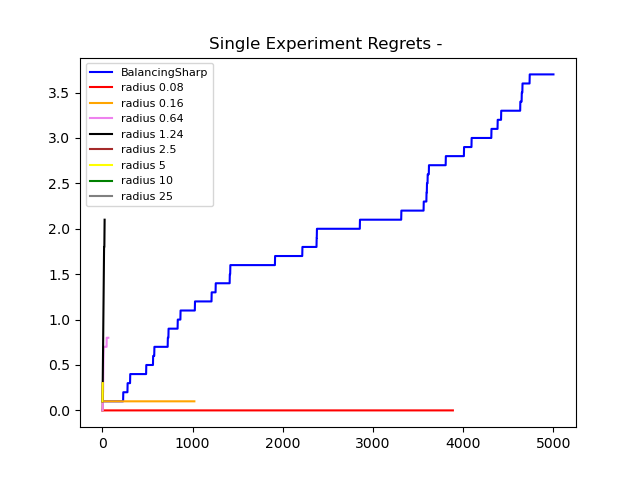 Single Experiment Regrets -
BalancingSharp
radius 0.08
radius 0.16
radius 0.64
radius 1.24
radius 2.5
radius 5
radius 10
radius 25
3.5
3.0
2.5
2.0
1.5
1.0
0.5
0.0
0 1000 2000 3000 4000 5000